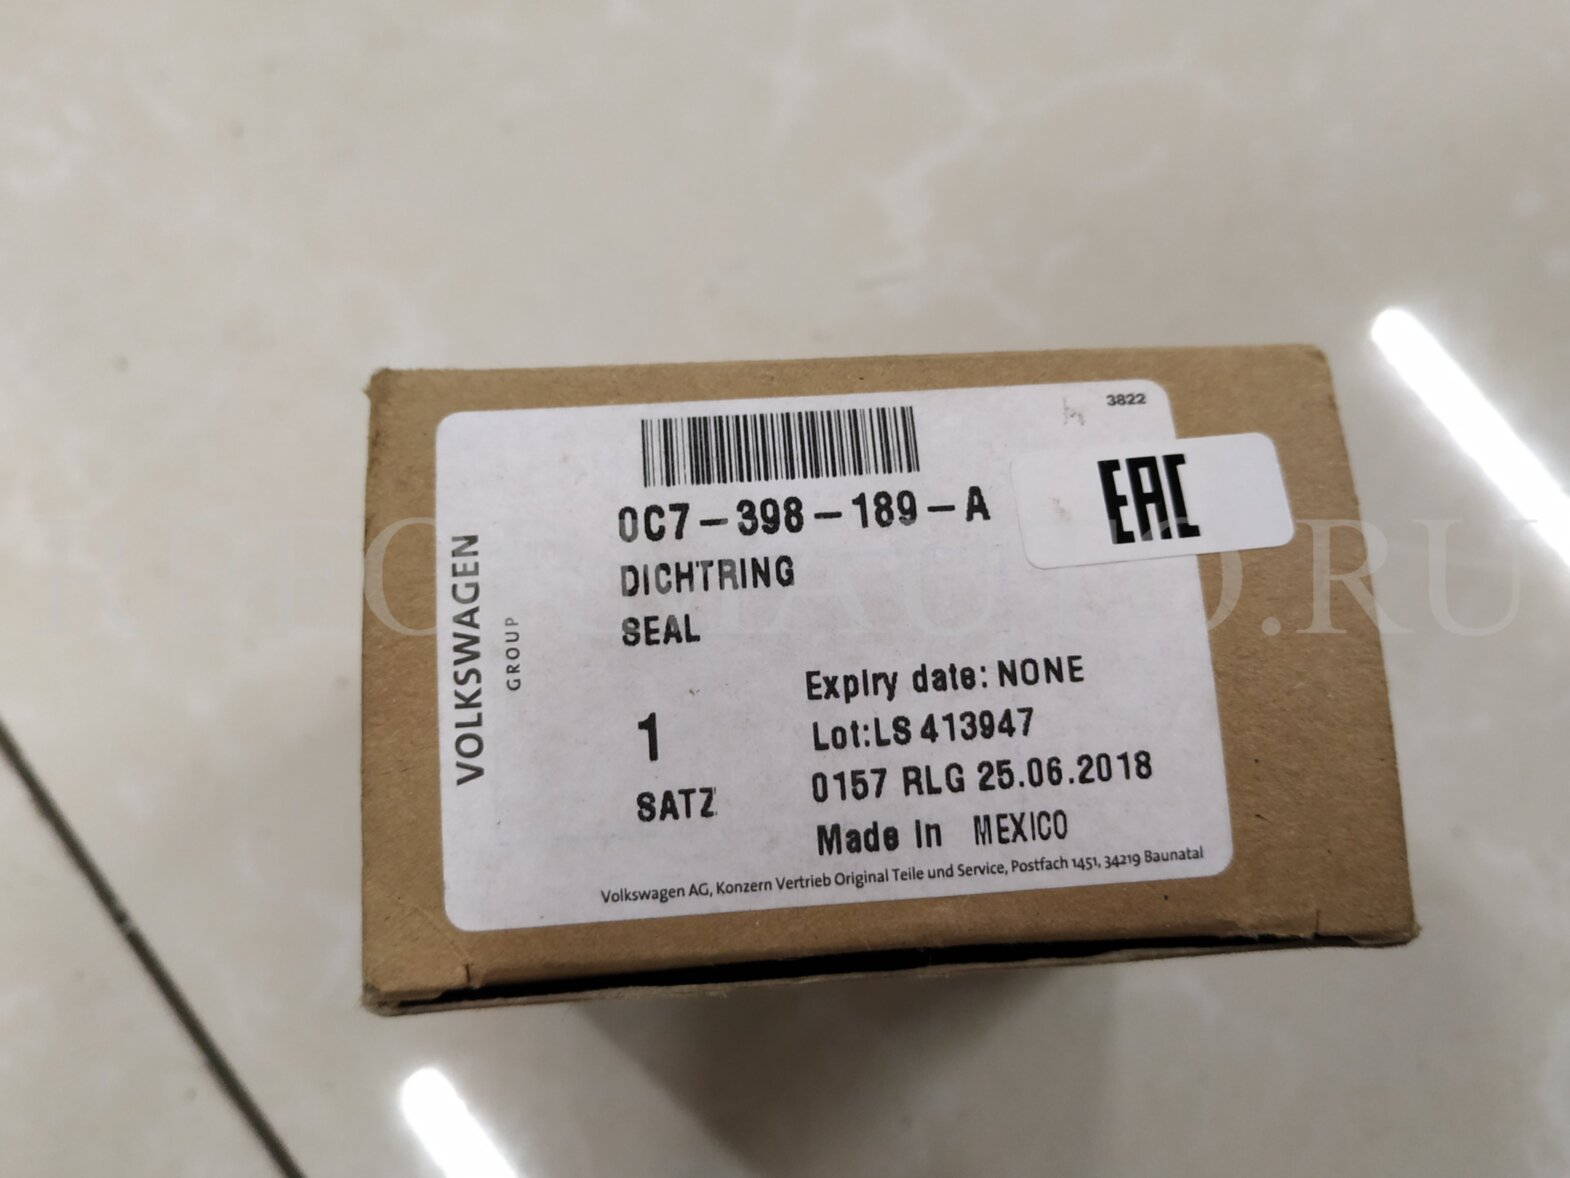 3822
EAC
0C7-398-189-A
DICHTRING
SEAL
VOLKSWAGEN
GROUP
1
SATZ
Expiry date: NONE
Lot:LS 413947
0157 RLG 25.06.2018
Made in MEXICO
Volkswagen AG, Konzern Vertrieb Original Teile und Service, Postfach 1451, 34219 Baunatal